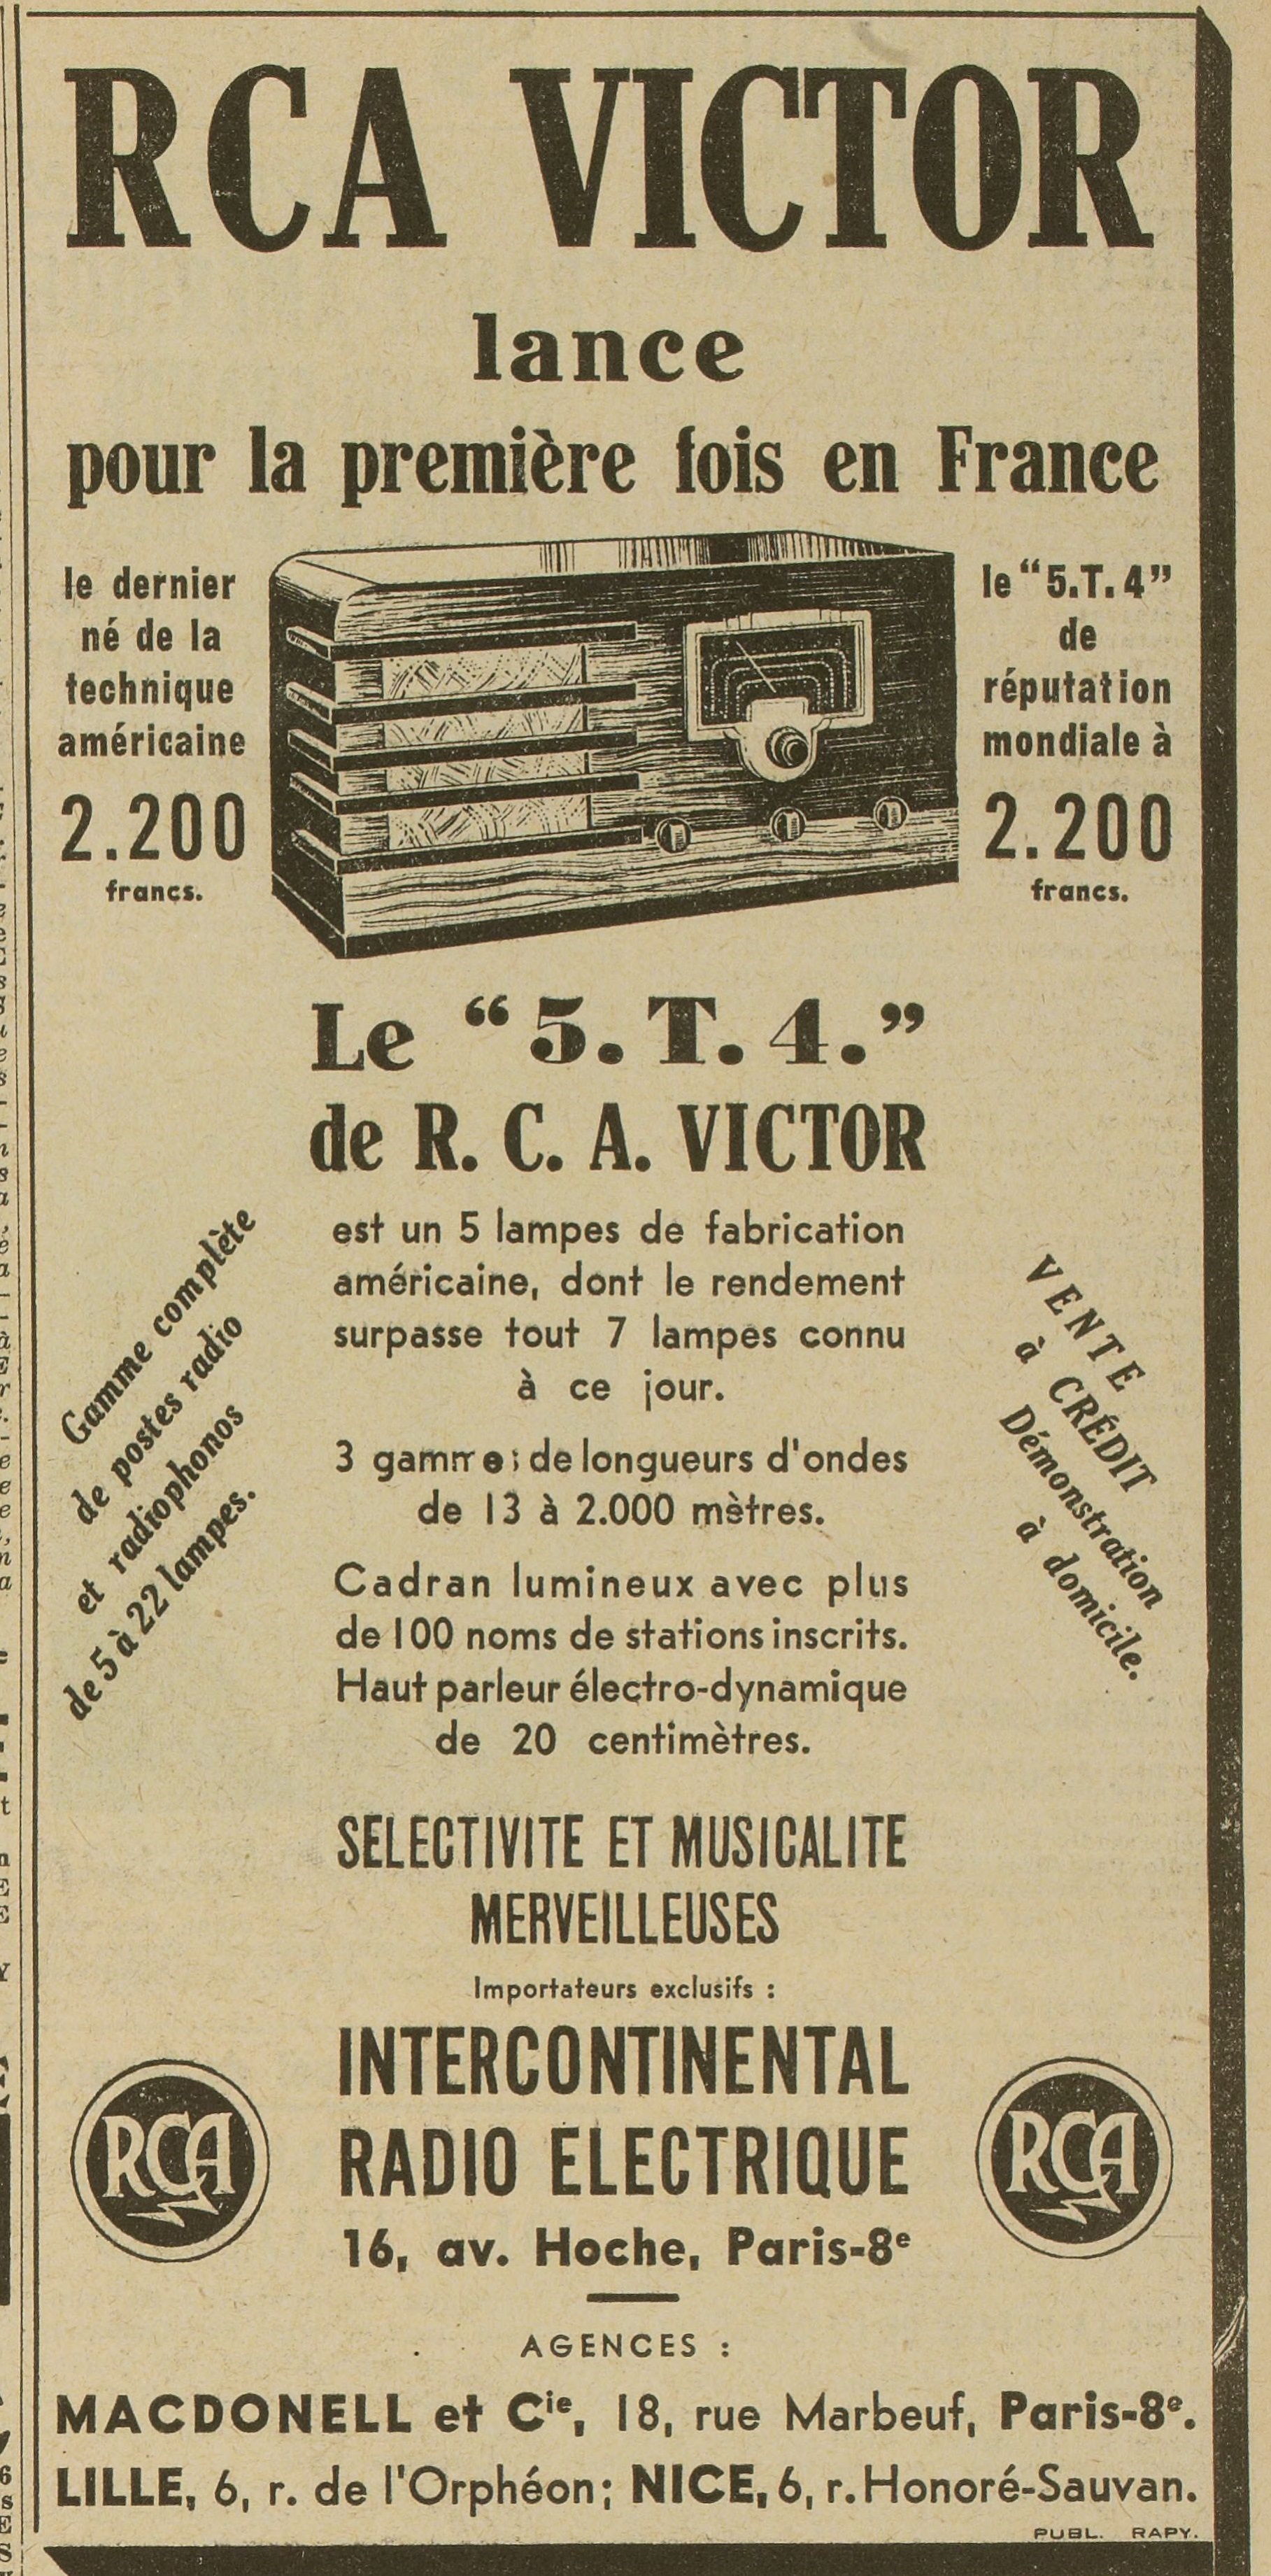 RCA VICTOR
lance
pour la première fois en France
le dernier
né de la
technique
américaine
2.200
francs.
le "5.T.4"
de
réputation
mondiale à
2.200
francs.
Le "5.T.4."
de R. C. A. VICTOR
est un 5 lampes de fabrication
américaine, dont le rendement
surpasse tout 7 lampes connu
à ce jour.
3 gammes de longueurs d'ondes
de 13 à 2.000 mètres.
Cadran lumineux avec plus
de 100 noms de stations inscrits.
Haut parleur électro-dynamique
de 20 centimètres.
Gamme complète
de postes radio
et radiophonos
de 5 à 22 lampes.
VENTE
à CRÉDIT
Démonstration
à domicile.
SELECTIVITE ET MUSICALITE
MERVEILLEUSES
Importateurs exclusifs :
INTERCONTINENTAL
RADIO ELECTRIQUE
16, av. Hoche, Paris-8e
RCA
RCA
AGENCES :
MACDONELL et Cie, 18, rue Marbeuf, Paris-8e.
LILLE, 6, r. de l'Orphéon; NICE, 6, r. Honoré-Sauvan.
PUBL. RAPY.